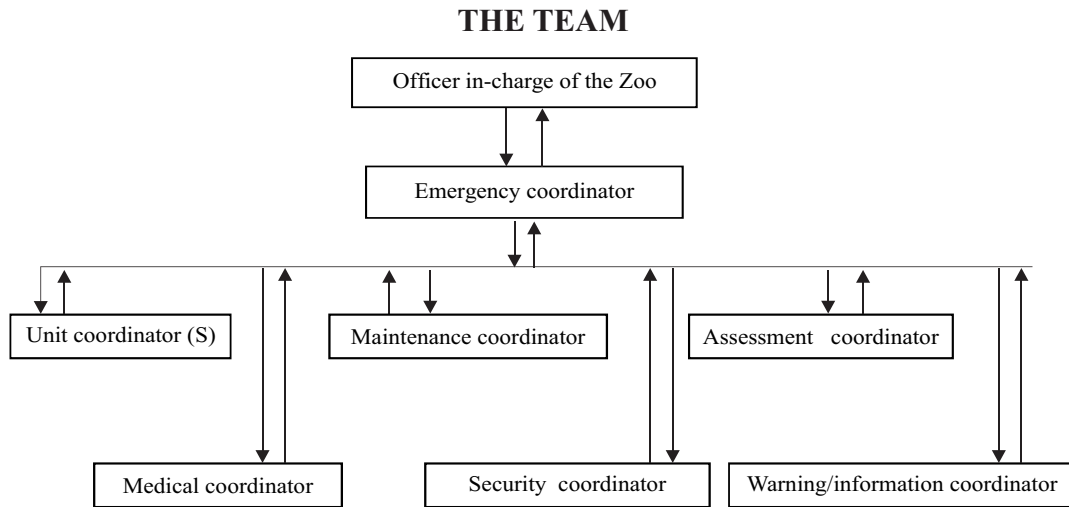 THE TEAM
Officer in-charge of the Zoo
Emergency coordinator
Unit coordinator (S)
Maintenance coordinator
Assessment coordinator
Medical coordinator
Security coordinator
Warning/information coordinator